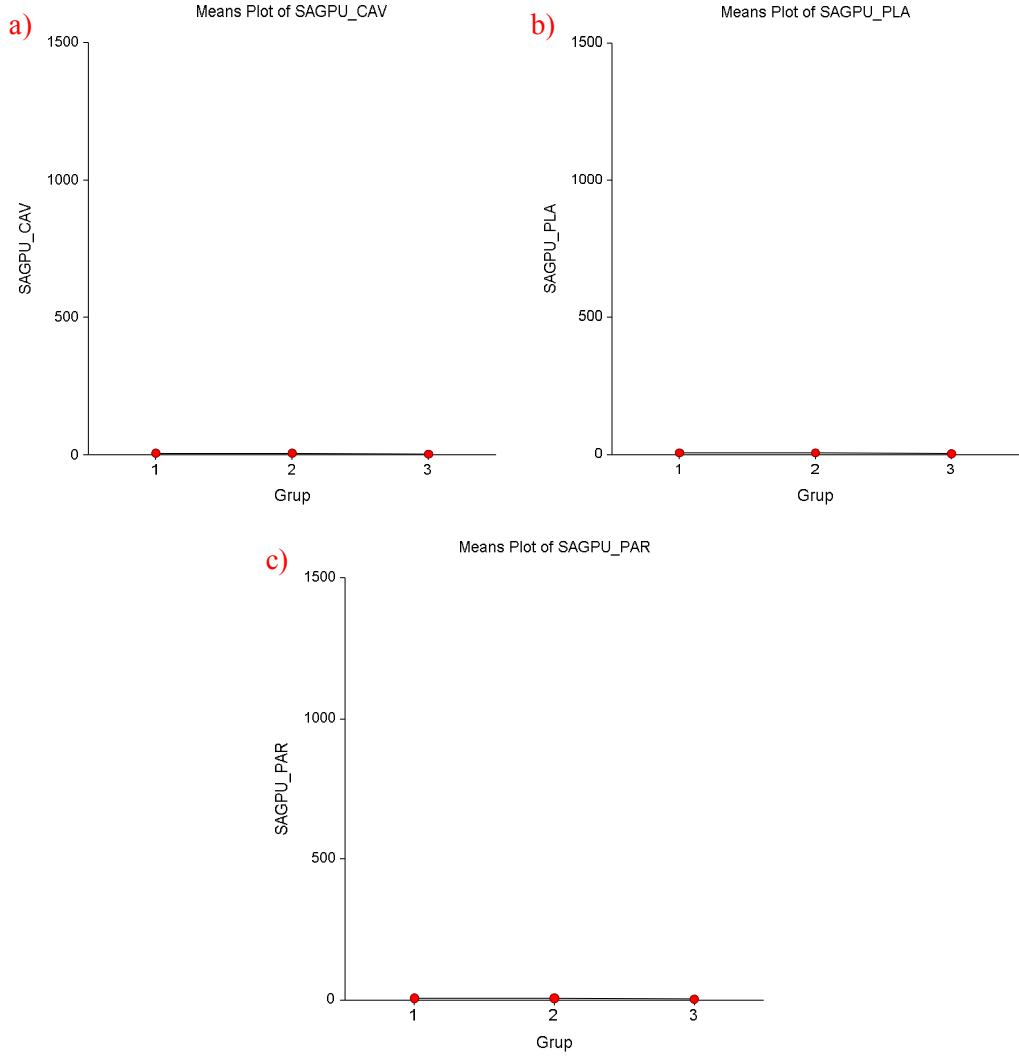 a)
Means Plot of SAGPU_CAV
1500
1000
500
0
SAGPU_CAV
1 2 3
Grup
b)
Means Plot of SAGPU_PLA
1500
1000
500
0
SAGPU_PLA
1 2 3
Grup
c)
Means Plot of SAGPU_PAR
1500
1000
500
0
SAGPU_PAR
1 2 3
Grup